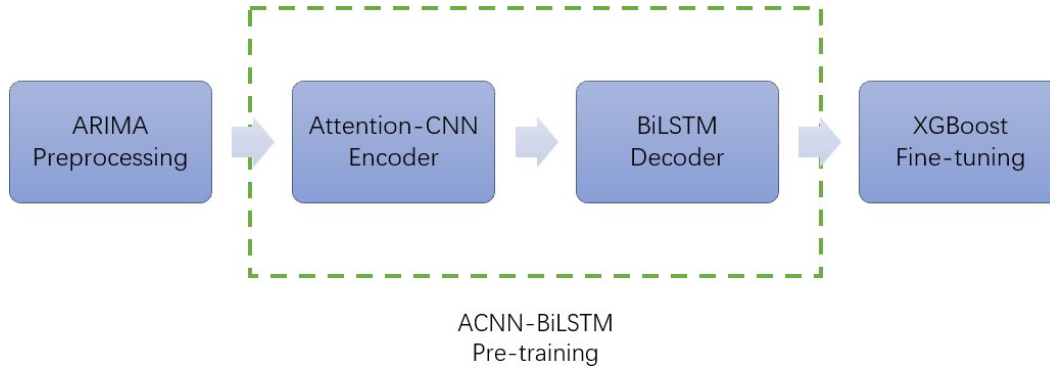 ARIMA
Preprocessing
Attention-CNN
Encoder
BiLSTM
Decoder
XGBoost
Fine-tuning
ACNN-BiLSTM
Pre-training